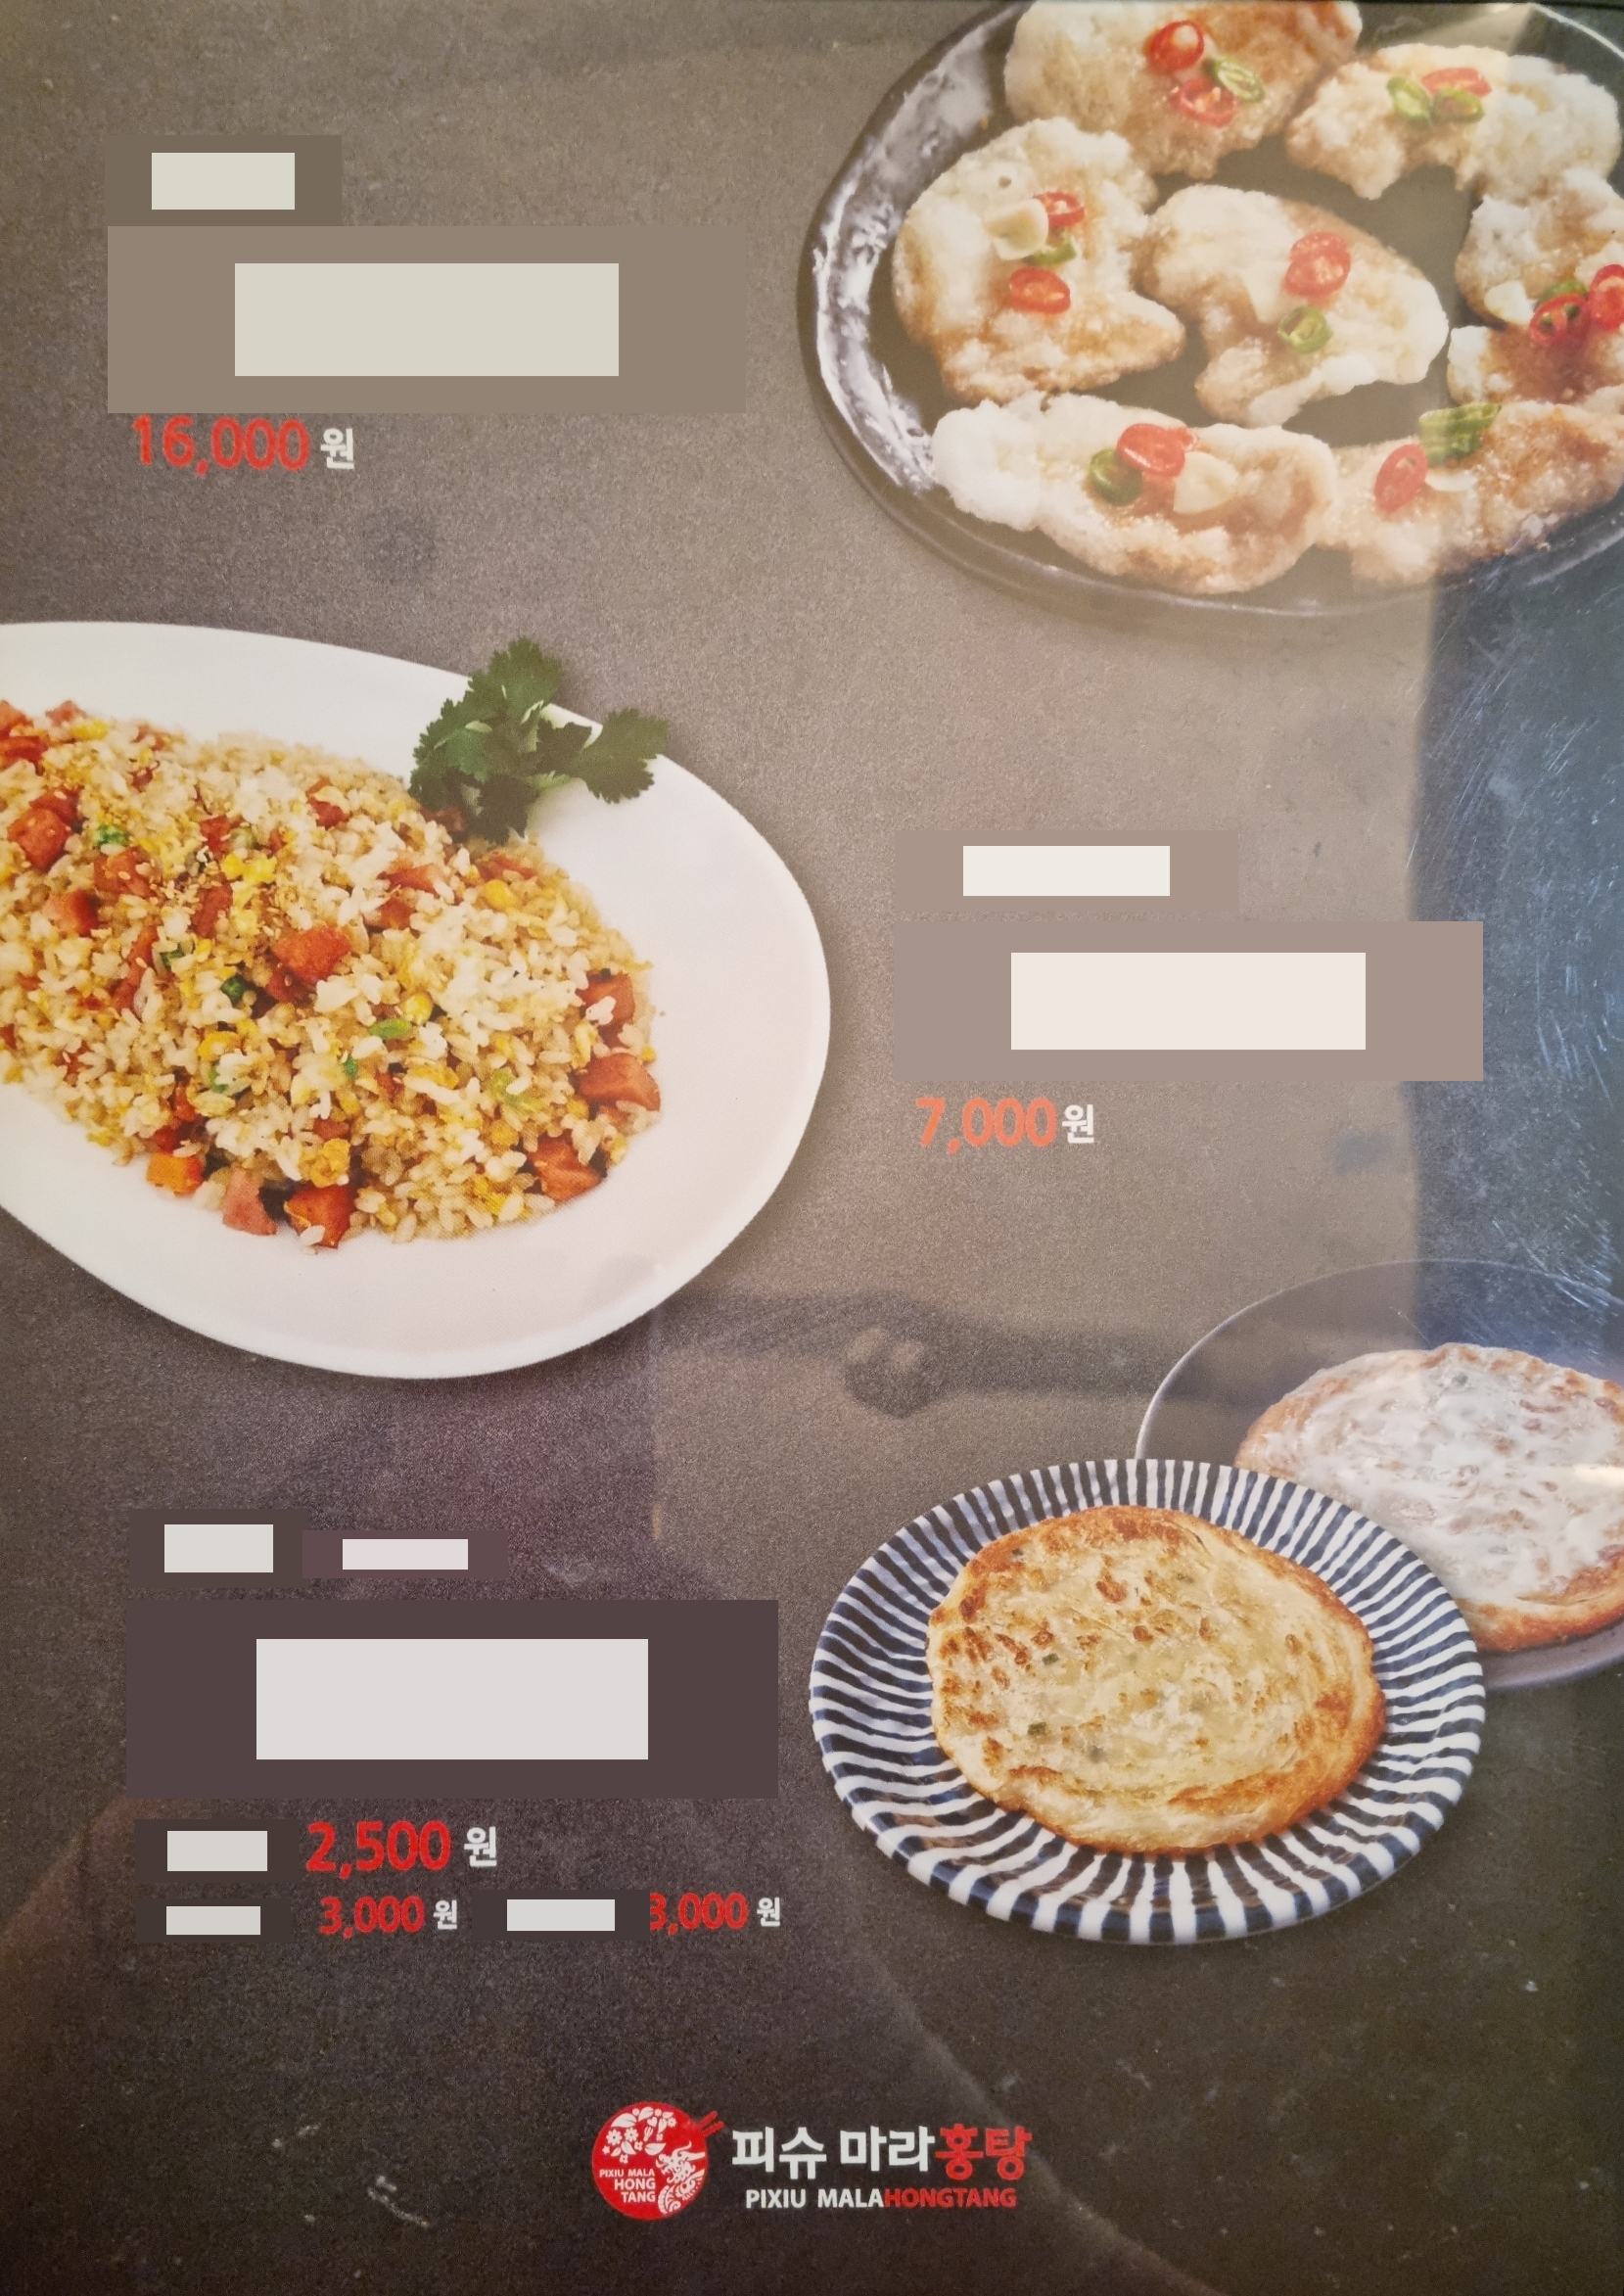 16,000 원
7,000 원
2,500 원
3,000 원 3,000 원
PIXIU MALA
HONG
TANG
피슈 마라홍탕
PIXIU MALAHONGTANG